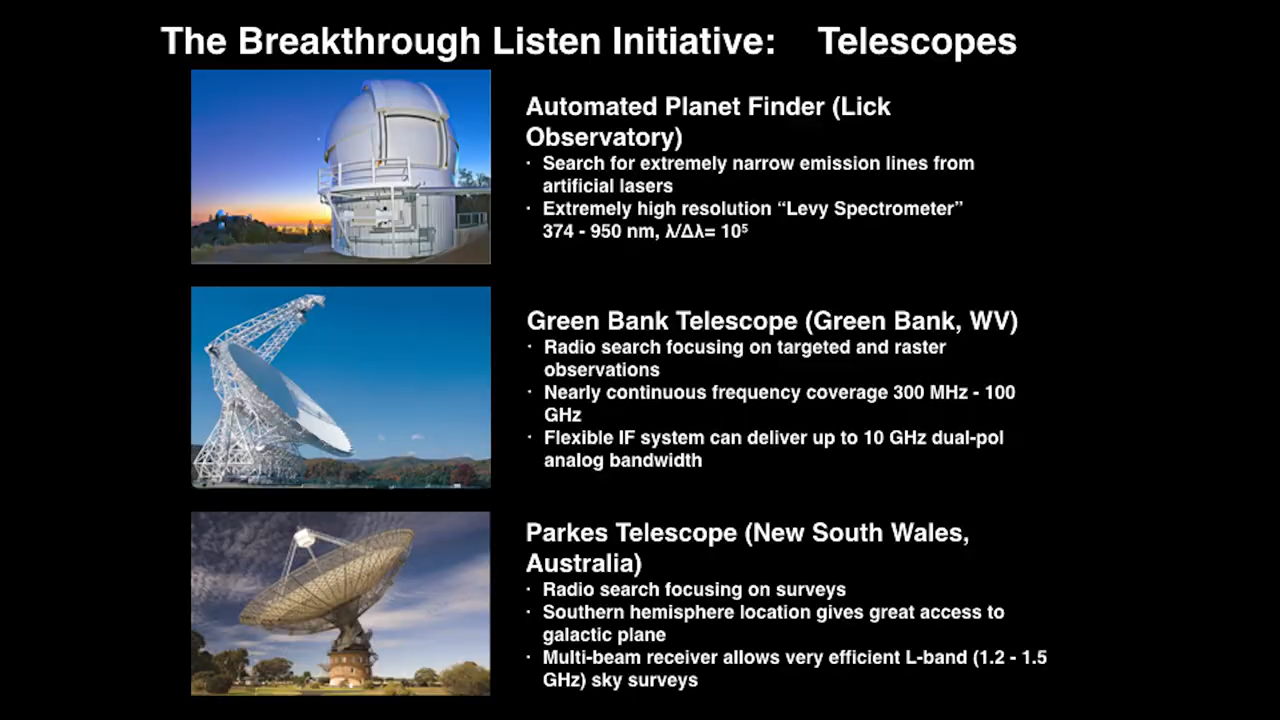 The Breakthrough Listen Initiative: Telescopes
Automated Planet Finder (Lick
Observatory)
· Search for extremely narrow emission lines from
artificial lasers
· Extremely high resolution “Levy Spectrometer”
374 - 950 nm, λ/Δλ= 10⁵
Green Bank Telescope (Green Bank, WV)
· Radio search focusing on targeted and raster
observations
· Nearly continuous frequency coverage 300 MHz - 100
GHz
· Flexible IF system can deliver up to 10 GHz dual-pol
analog bandwidth
Parkes Telescope (New South Wales,
Australia)
· Radio search focusing on surveys
· Southern hemisphere location gives great access to
galactic plane
· Multi-beam receiver allows very efficient L-band (1.2 - 1.5
GHz) sky surveys